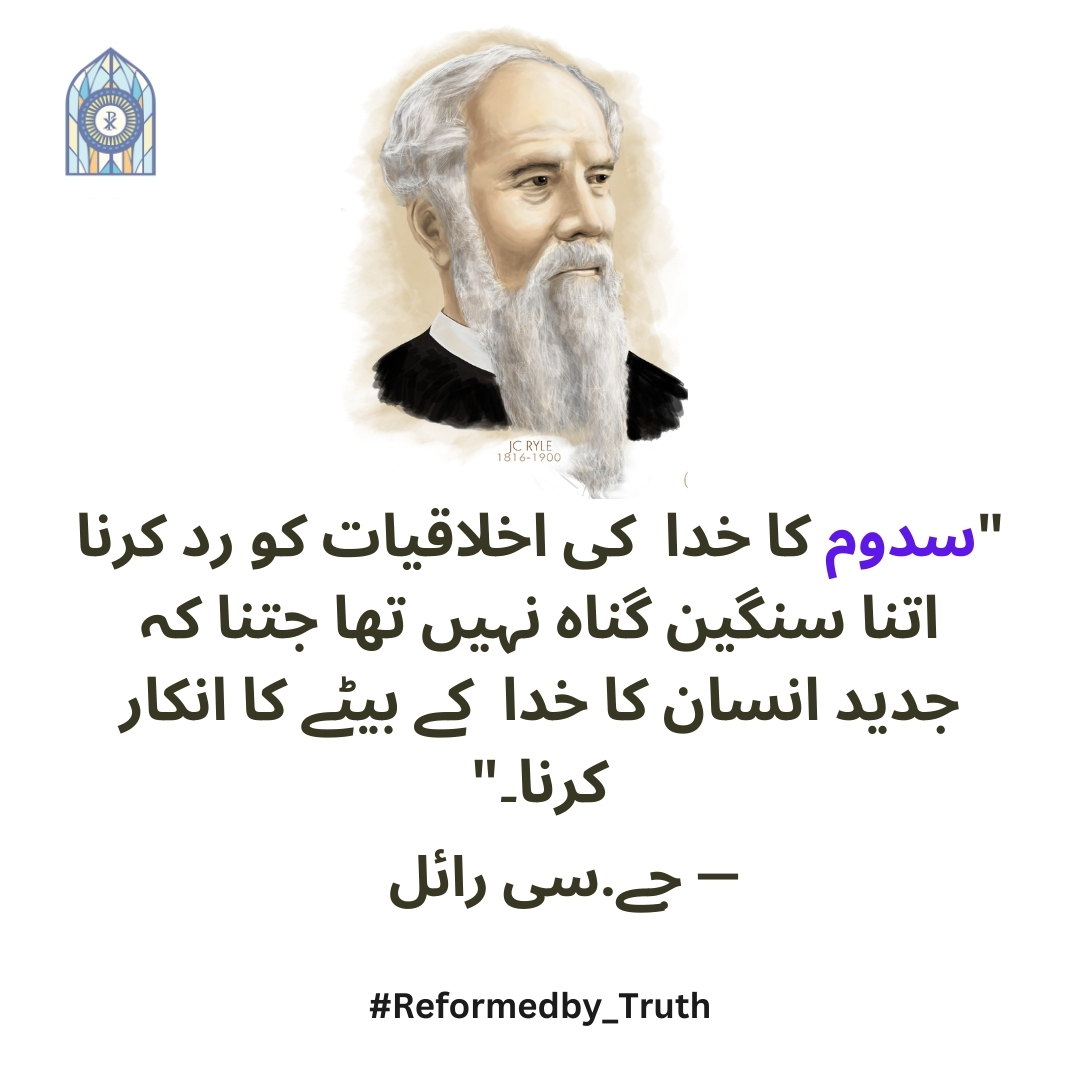 JC RYLE
1816-1900
"سدوم کا خدا کی اخلاقیات کو رد کرنا
اتنا سنگین گناہ نہیں تھا جتنا کہ
جدید انسان کا خدا کے بیٹے کا انکار
کرنا۔"
— جے.سی رائل
#Reformedby_Truth